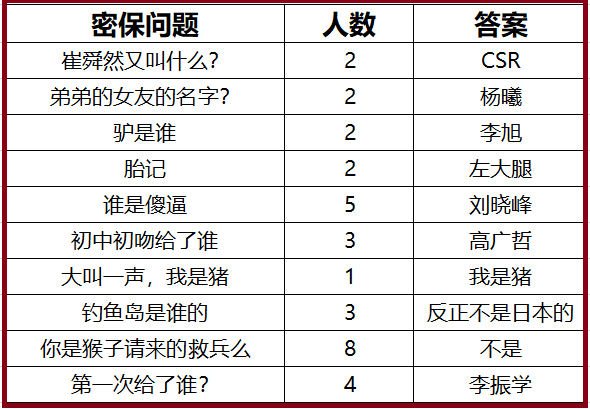 密保问题 人数 答案
崔舜然又叫什么？ 2 CSR
弟弟的女友的名字？ 2 杨曦
驴是谁 2 李旭
胎记 2 左大腿
谁是傻逼 5 刘晓峰
初中初吻给了谁 3 高广哲
大叫一声，我是猪 1 我是猪
钓鱼岛是谁的 3 反正不是日本的
你是猴子请来的救兵么 8 不是
第一次给了谁？ 4 李振学